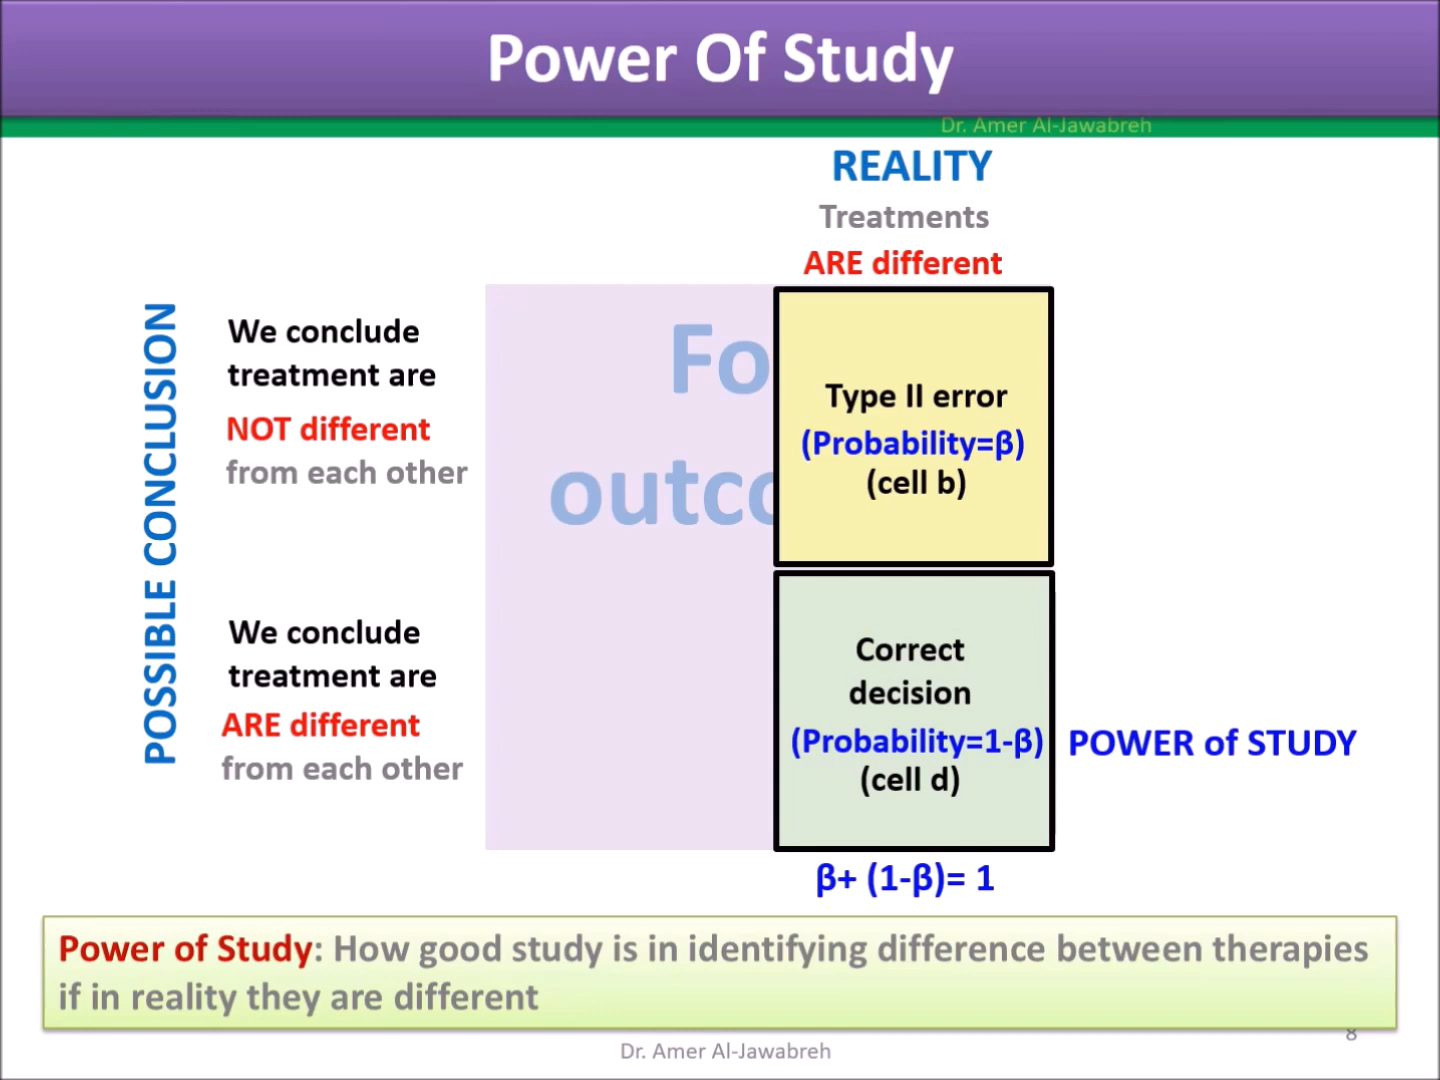 Power Of Study
Dr. Amer Al-Jawabreh
REALITY
Treatments
ARE different
POSSIBLE CONCLUSION
We conclude
treatment are
NOT different
from each other
Fo
outco
Type II error
(Probability=β)
(cell b)
We conclude
treatment are
ARE different
from each other
Correct
decision
(Probability=1-β)
(cell d)
POWER of STUDY
β+ (1-β)= 1
Power of Study: How good study is in identifying difference between therapies
if in reality they are different
8
Dr. Amer Al-Jawabreh